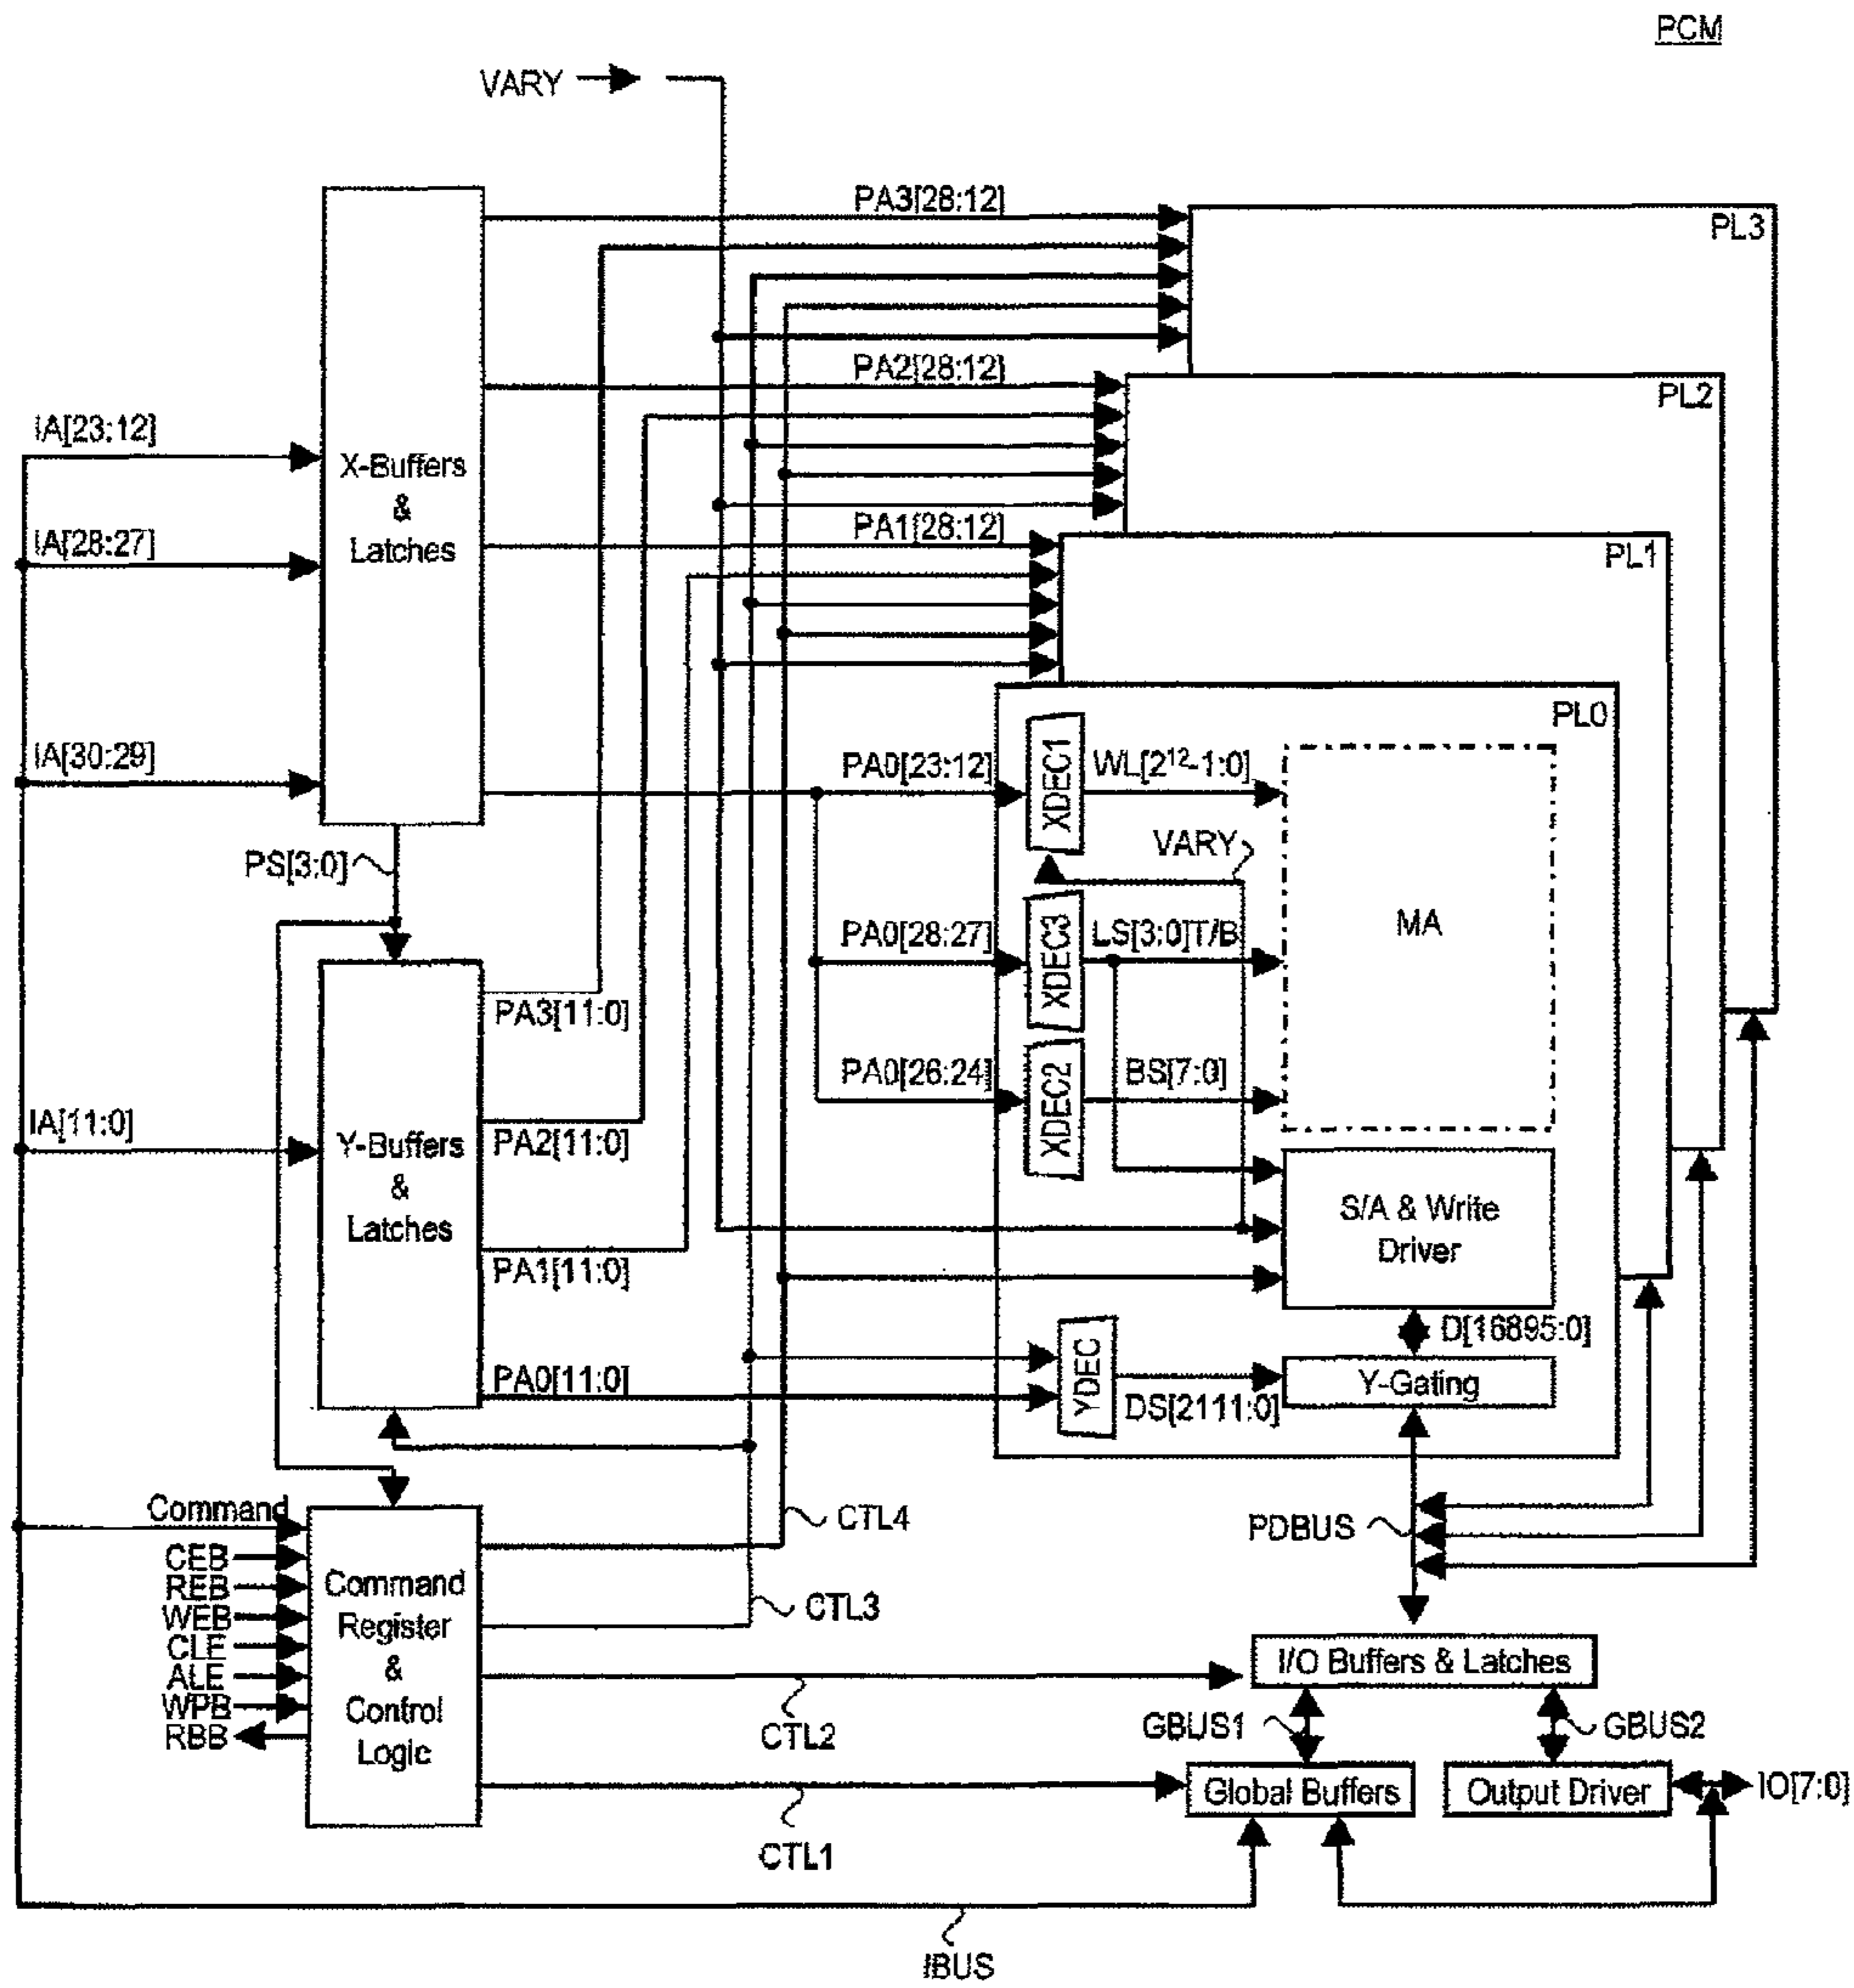 PCM
VARY
PA3[28:12]
PL3
PA2[28:12]
PL2
IA[23:12]
X-Buffers
&
Latches
IA[28:27]
PA1[28:12]
PL1
PL0
IA[30:29]
PA0[23:12]
XDEC1
WL[2¹²-1:0]
PS[3:0]
VARY
MA
PA0[28:27]
XDEC3
LS[3:0]T/B
PA3[11:0]
PA0[26:24]
XDEC2
BS[7:0]
IA[11:0]
Y-Buffers
&
Latches
PA2[11:0]
S/A & Write
Driver
PA1[11:0]
D[16895:0]
PA0[11:0]
YDEC
DS[2111:0]
Y-Gating
Command
CEB
REB
WEB
CLE
ALE
WPB
RBB
Command
Register
&
Control
Logic
CTL4
PDBUS
CTL3
I/O Buffers & Latches
CTL2
GBUS1
GBUS2
Global Buffers
Output Driver
IO[7:0]
CTL1
IBUS